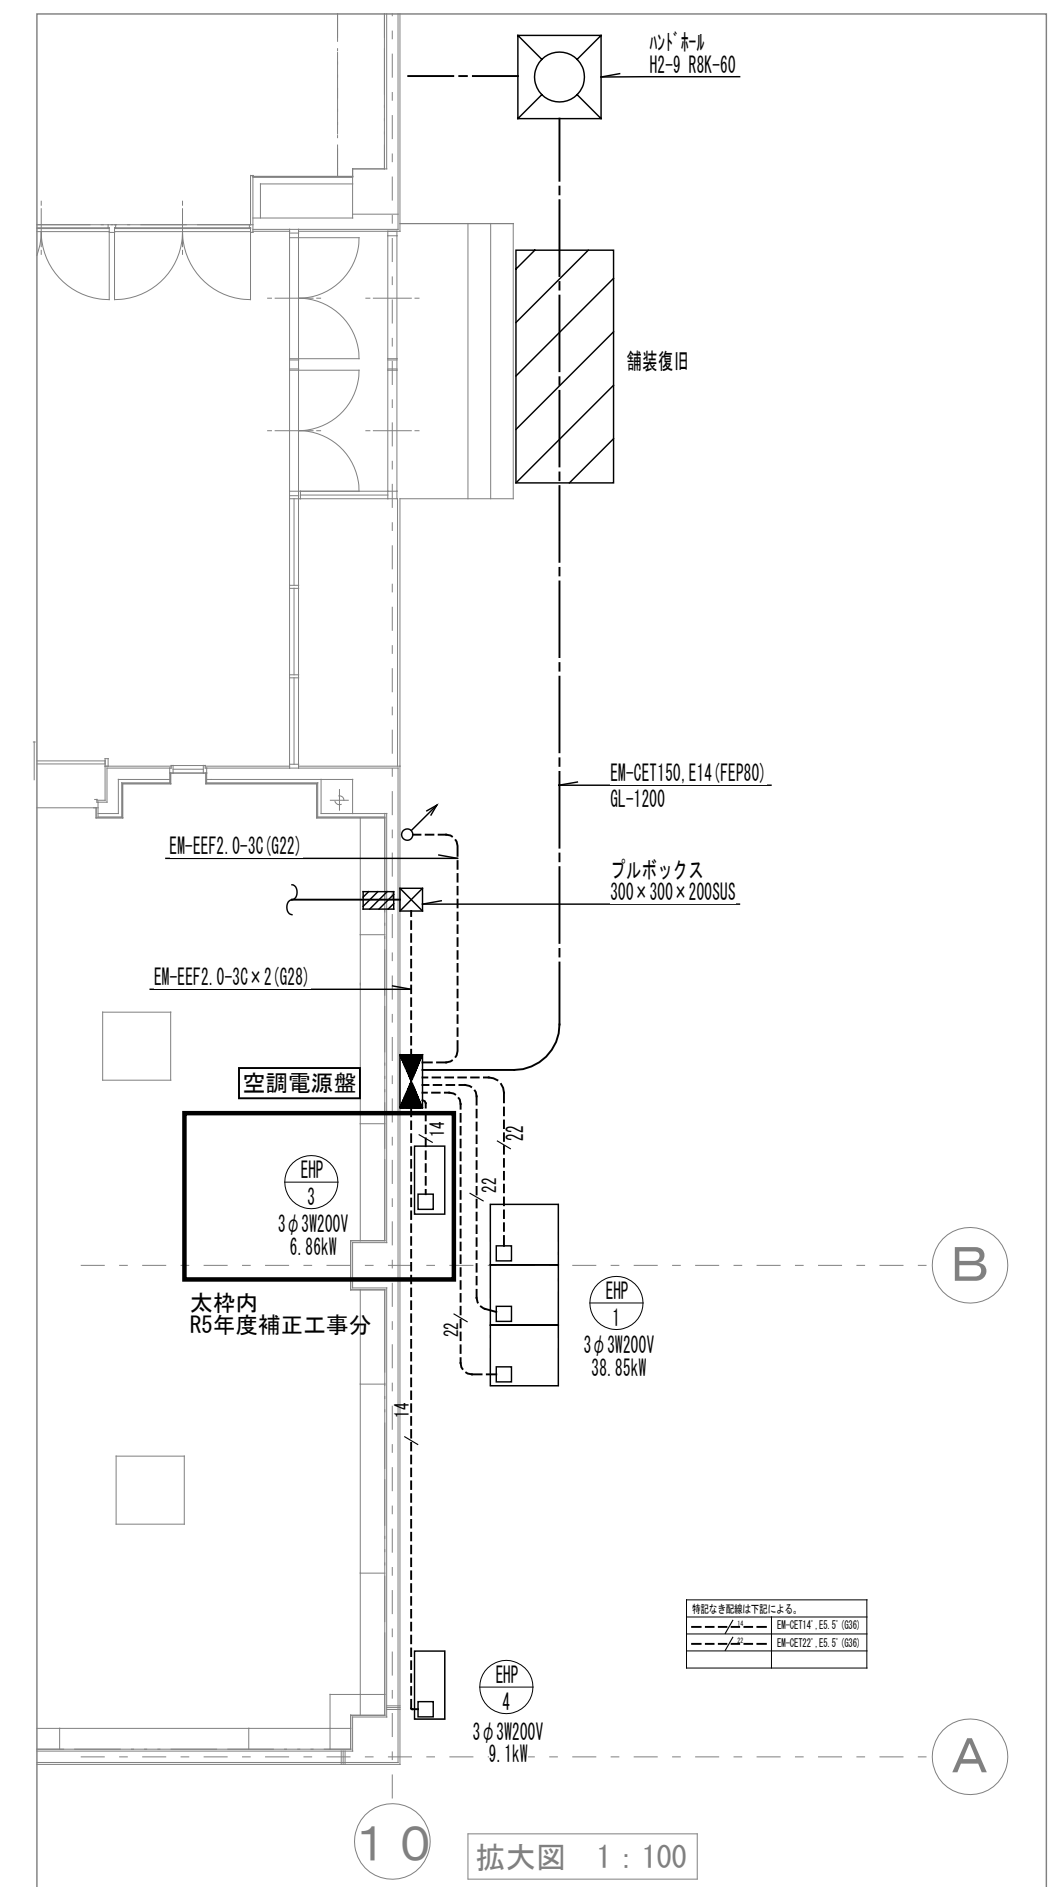 ハンドホール
H2-9 R8K-60
舗装復旧
EM-CET150,E14(FEP80)
GL-1200
EM-EEF2.0-3C(G22)
プルボックス
300×300×200SUS
EM-EEF2.0-3C×2(G28)
空調電源盤
14
22
22
EHP
3
3φ3W200V
6.86kW
B
太枠内
R5年度補正工事分
22
EHP
1
3φ3W200V
38.85kW
14
特記なき配線は下記による。
14 EM-CET14°,E5.5°(G36)
22 EM-CET22°,E5.5°(G36)
EHP
4
3φ3W200V
9.1kW
A
10
拡大図 1:100